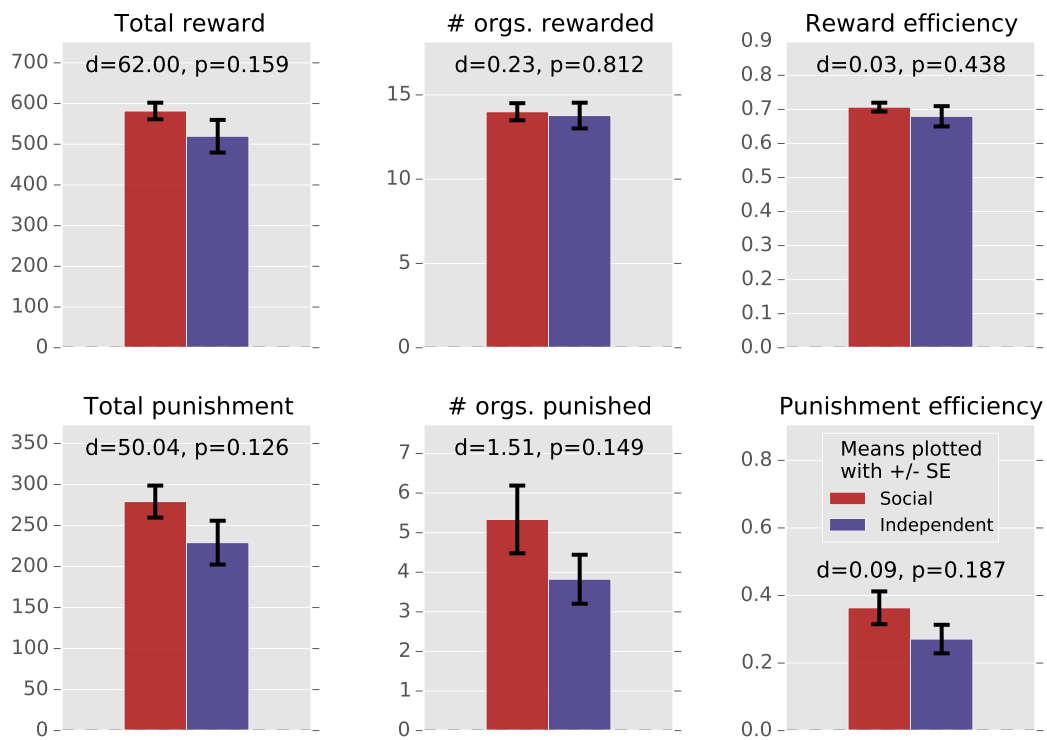 Total reward
# orgs. rewarded
Reward efficiency
d=62.00, p=0.159
d=0.23, p=0.812
d=0.03, p=0.438
700
600
500
400
300
200
100
0
15
10
5
0
0.9
0.8
0.7
0.6
0.5
0.4
0.3
0.2
0.1
0.0
Total punishment
# orgs. punished
Punishment efficiency
d=50.04, p=0.126
d=1.51, p=0.149
Means plotted
with +/- SE
Social
Independent
d=0.09, p=0.187
350
300
250
200
150
100
50
0
7
6
5
4
3
2
1
0
0.8
0.6
0.4
0.2
0.0